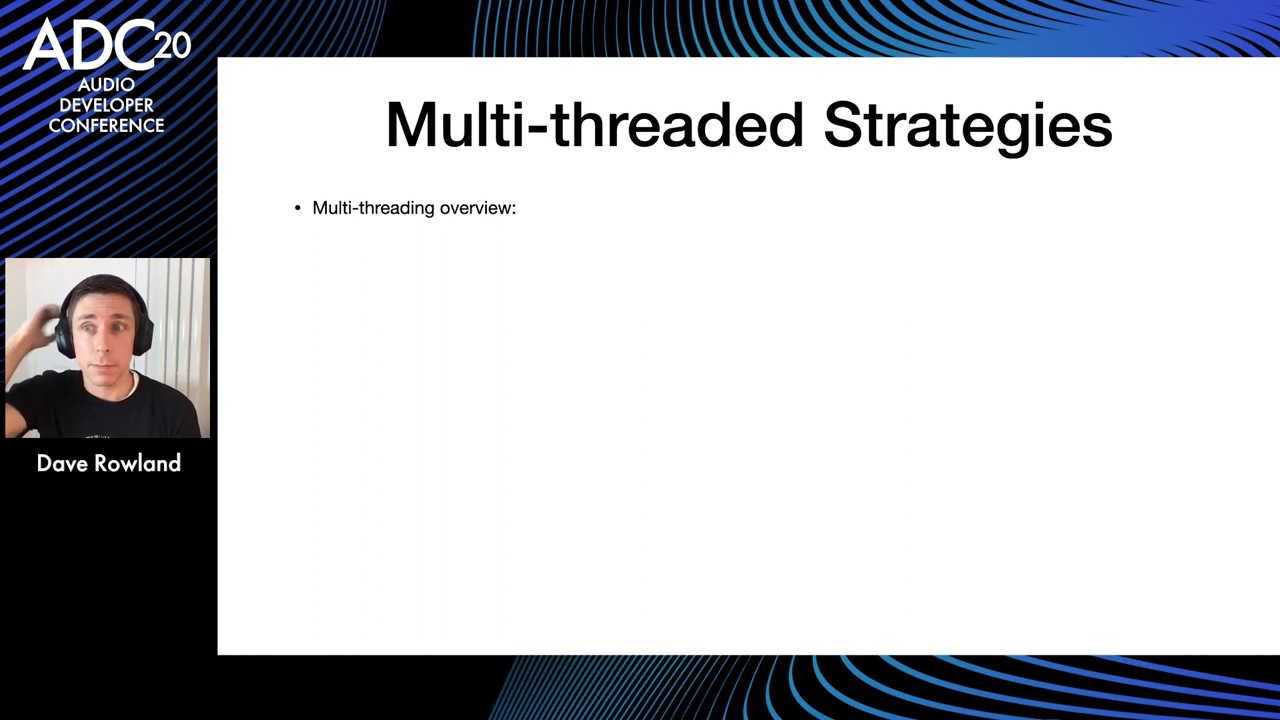 ADC20
AUDIO
DEVELOPER
CONFERENCE
Multi-threaded Strategies
• Multi-threading overview:
Dave Rowland